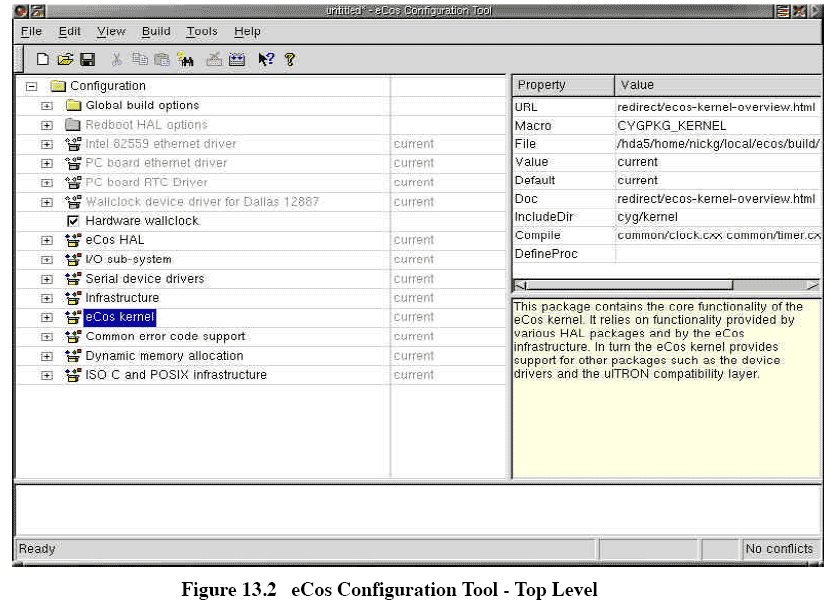 untitled* - eCos Configuration Tool
File Edit View Build Tools Help
Configuration
Global build options
Redboot HAL options
Intel 82559 ethernet driver current
PC board ethernet driver current
PC board RTC Driver current
Wallclock device driver for Dallas 12887 current
Hardware wallclock
eCos HAL current
I/O sub-system current
Serial device drivers current
Infrastructure current
eCos kernel current
Common error code support current
Dynamic memory allocation current
ISO C and POSIX infrastructure current
Property Value
URL redirect/ecos-kernel-overview.html
Macro CYGPKG_KERNEL
File /hda5/home/nickg/local/ecos/build/
Value current
Default current
Doc redirect/ecos-kernel-overview.html
IncludeDir cyg/kernel
Compile common/clock.cxx common/timer.cx
DefineProc
This package contains the core functionality of the
eCos kernel. It relies on functionality provided by
various HAL packages and by the eCos
infrastructure. In turn the eCos kernel provides
support for other packages such as the device
drivers and the uITRON compatibility layer.
Ready
No conflicts
Figure 13.2 eCos Configuration Tool - Top Level